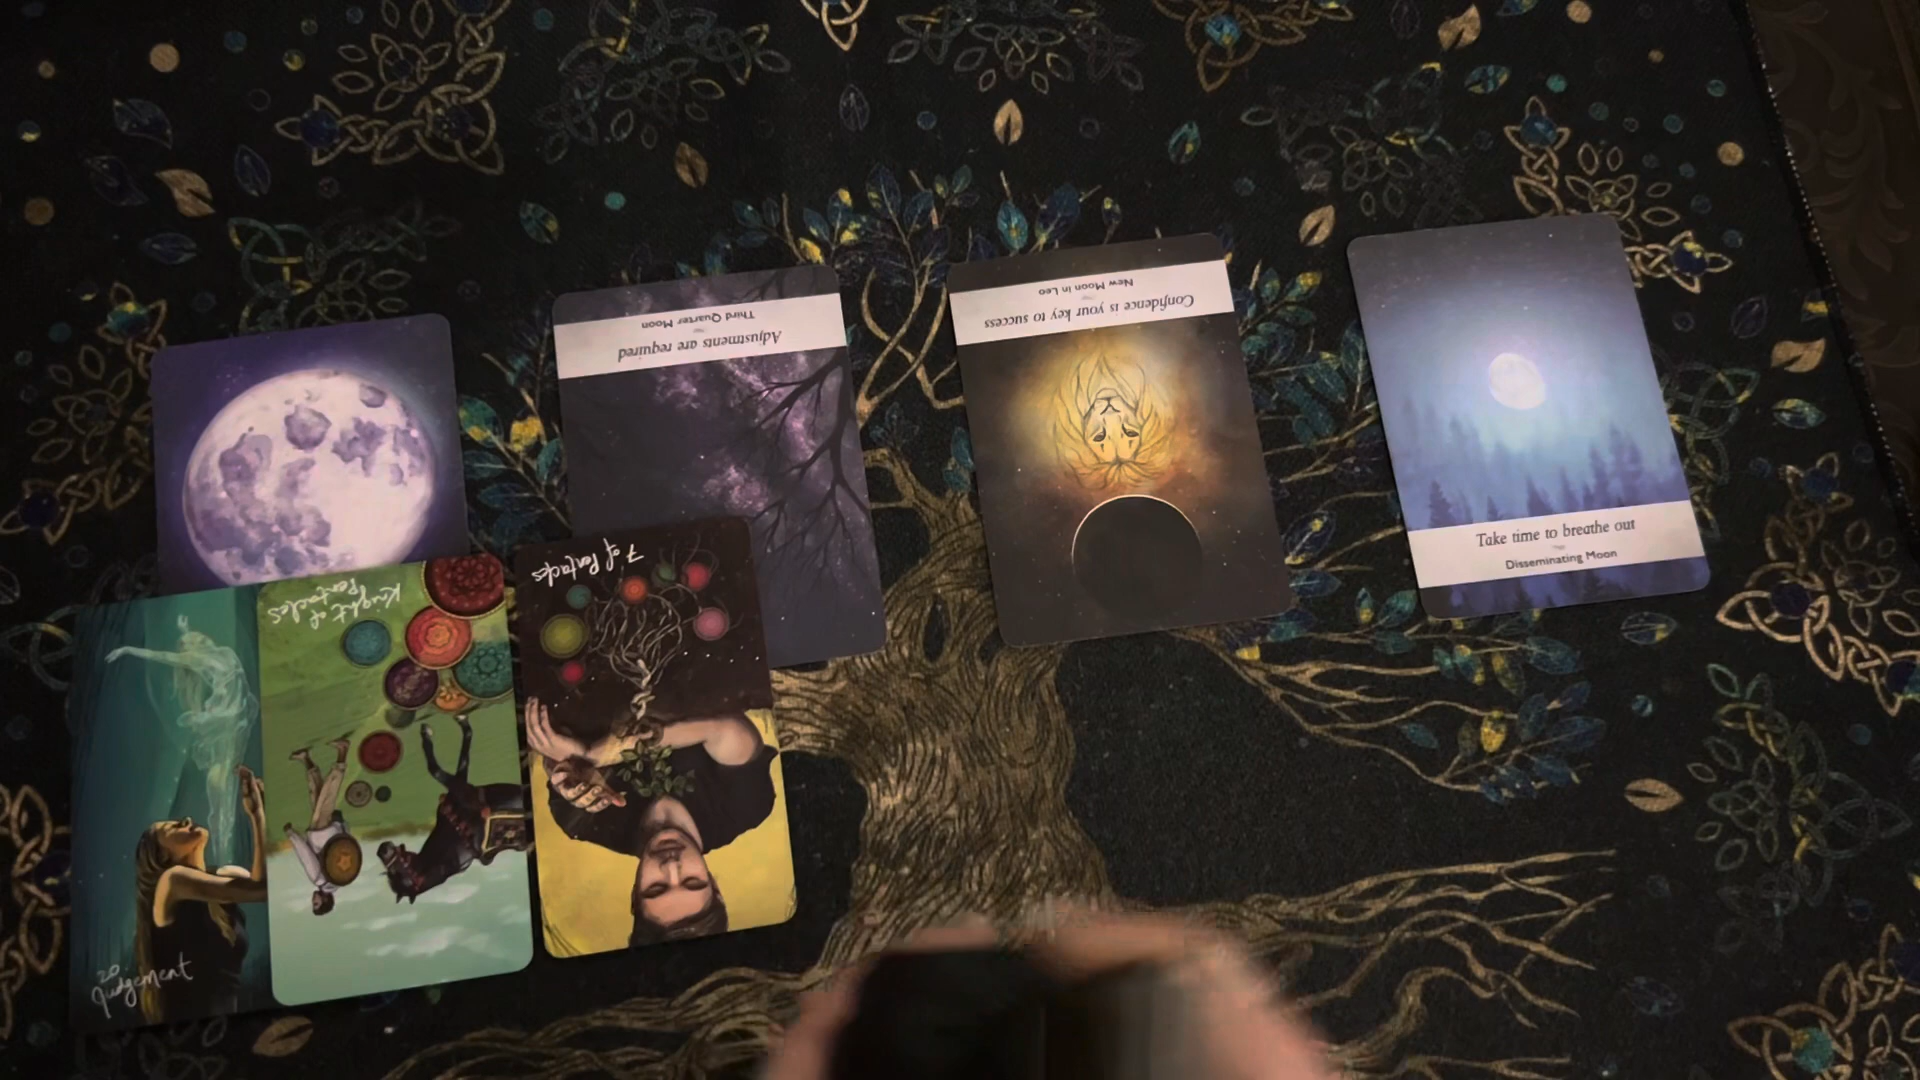 Adjustments are required
Third Quarter Moon
Confidence is your key to success
New Moon in Leo
Take time to breathe out
Disseminating Moon
20
Judgement
Knight of
Pentacles
7 of Pentacles